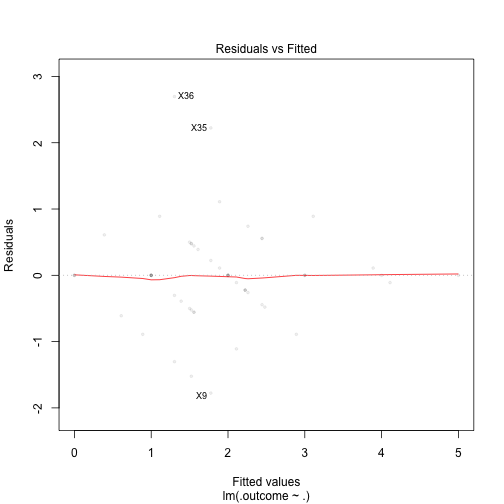 Residuals vs Fitted
3
2
1
0
-1
-2
Residuals
X36
X35
X9
0 1 2 3 4 5
Fitted values
lm(.outcome ~ .)